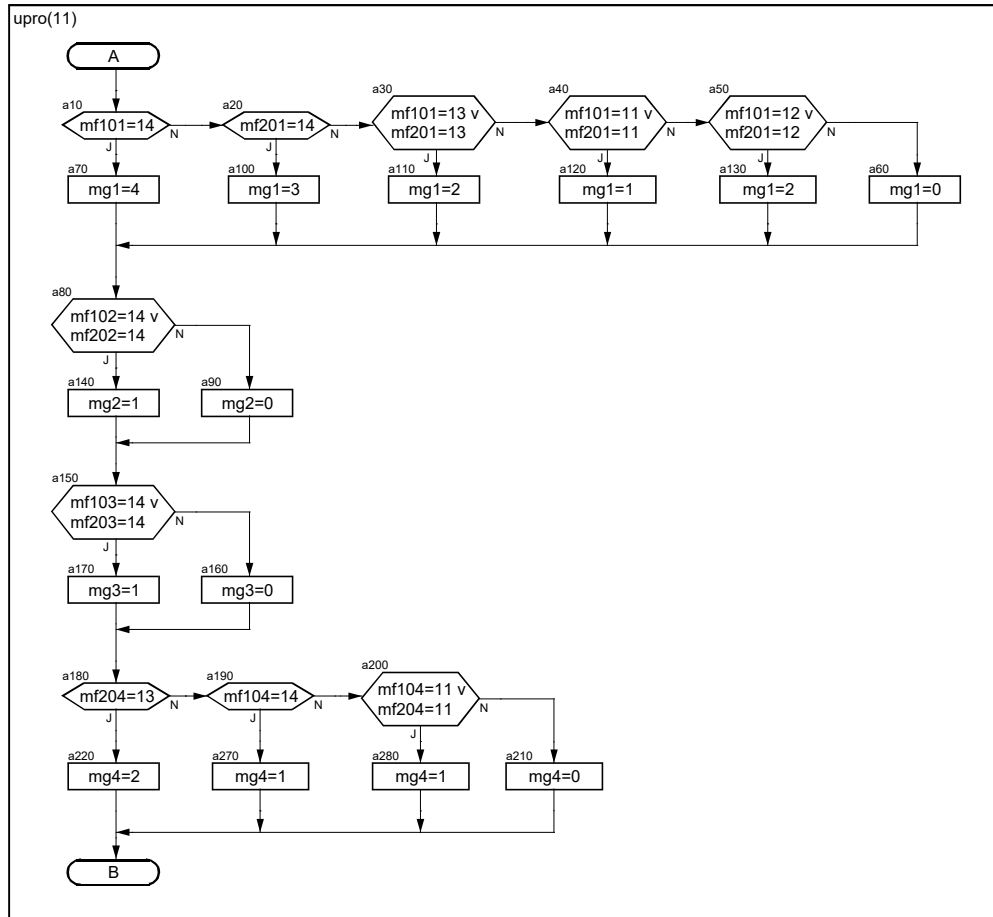 upro(11)
A
a10
mf101=14
N
J
a20
mf201=14
N
J
a30
mf101=13 v
mf201=13
N
J
a40
mf101=11 v
mf201=11
N
J
a50
mf101=12 v
mf201=12
N
J
a70
mg1=4
a100
mg1=3
a110
mg1=2
a120
mg1=1
a130
mg1=2
a60
mg1=0
a80
mf102=14 v
mf202=14
N
J
a140
mg2=1
a90
mg2=0
a150
mf103=14 v
mf203=14
N
J
a170
mg3=1
a160
mg3=0
a180
mf204=13
N
J
a190
mf104=14
N
J
a200
mf104=11 v
mf204=11
N
J
a220
mg4=2
a270
mg4=1
a280
mg4=1
a210
mg4=0
B